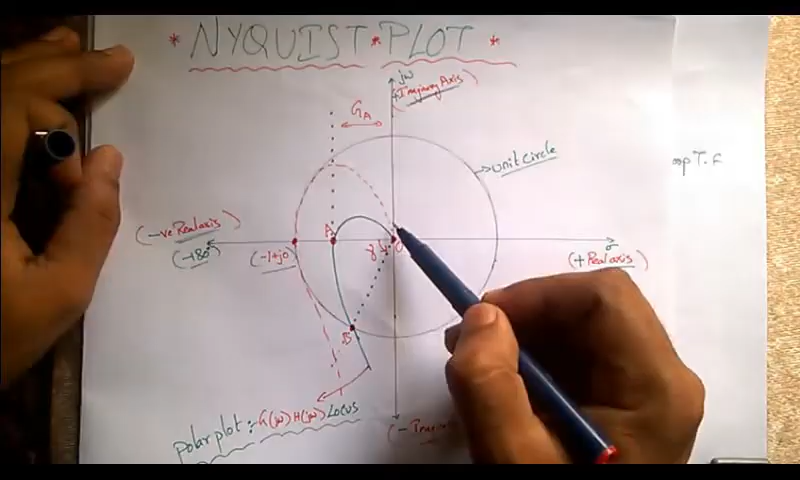 * NYQUIST * PLOT *
jω
(+Imaginary Axis
GA
→ unit circle
op T.F
(-ve Real axis)
(-180°
(-1+j0
A
γ
σ
(+ Real axis)
B
polar plot :- G(jω)H(jω) Locus
(-